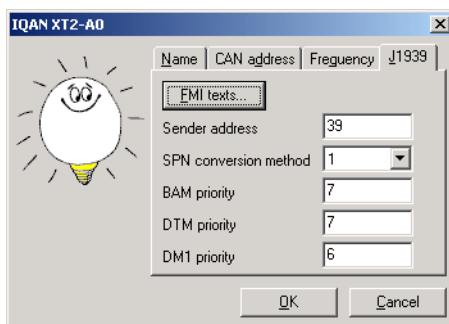 IQAN XT2-A0
Name CAN address Freguency J1939
FMI texts...
Sender address 39
SPN conversion method 1
BAM priority 7
DTM priority 7
DM1 priority 6
OK Cancel